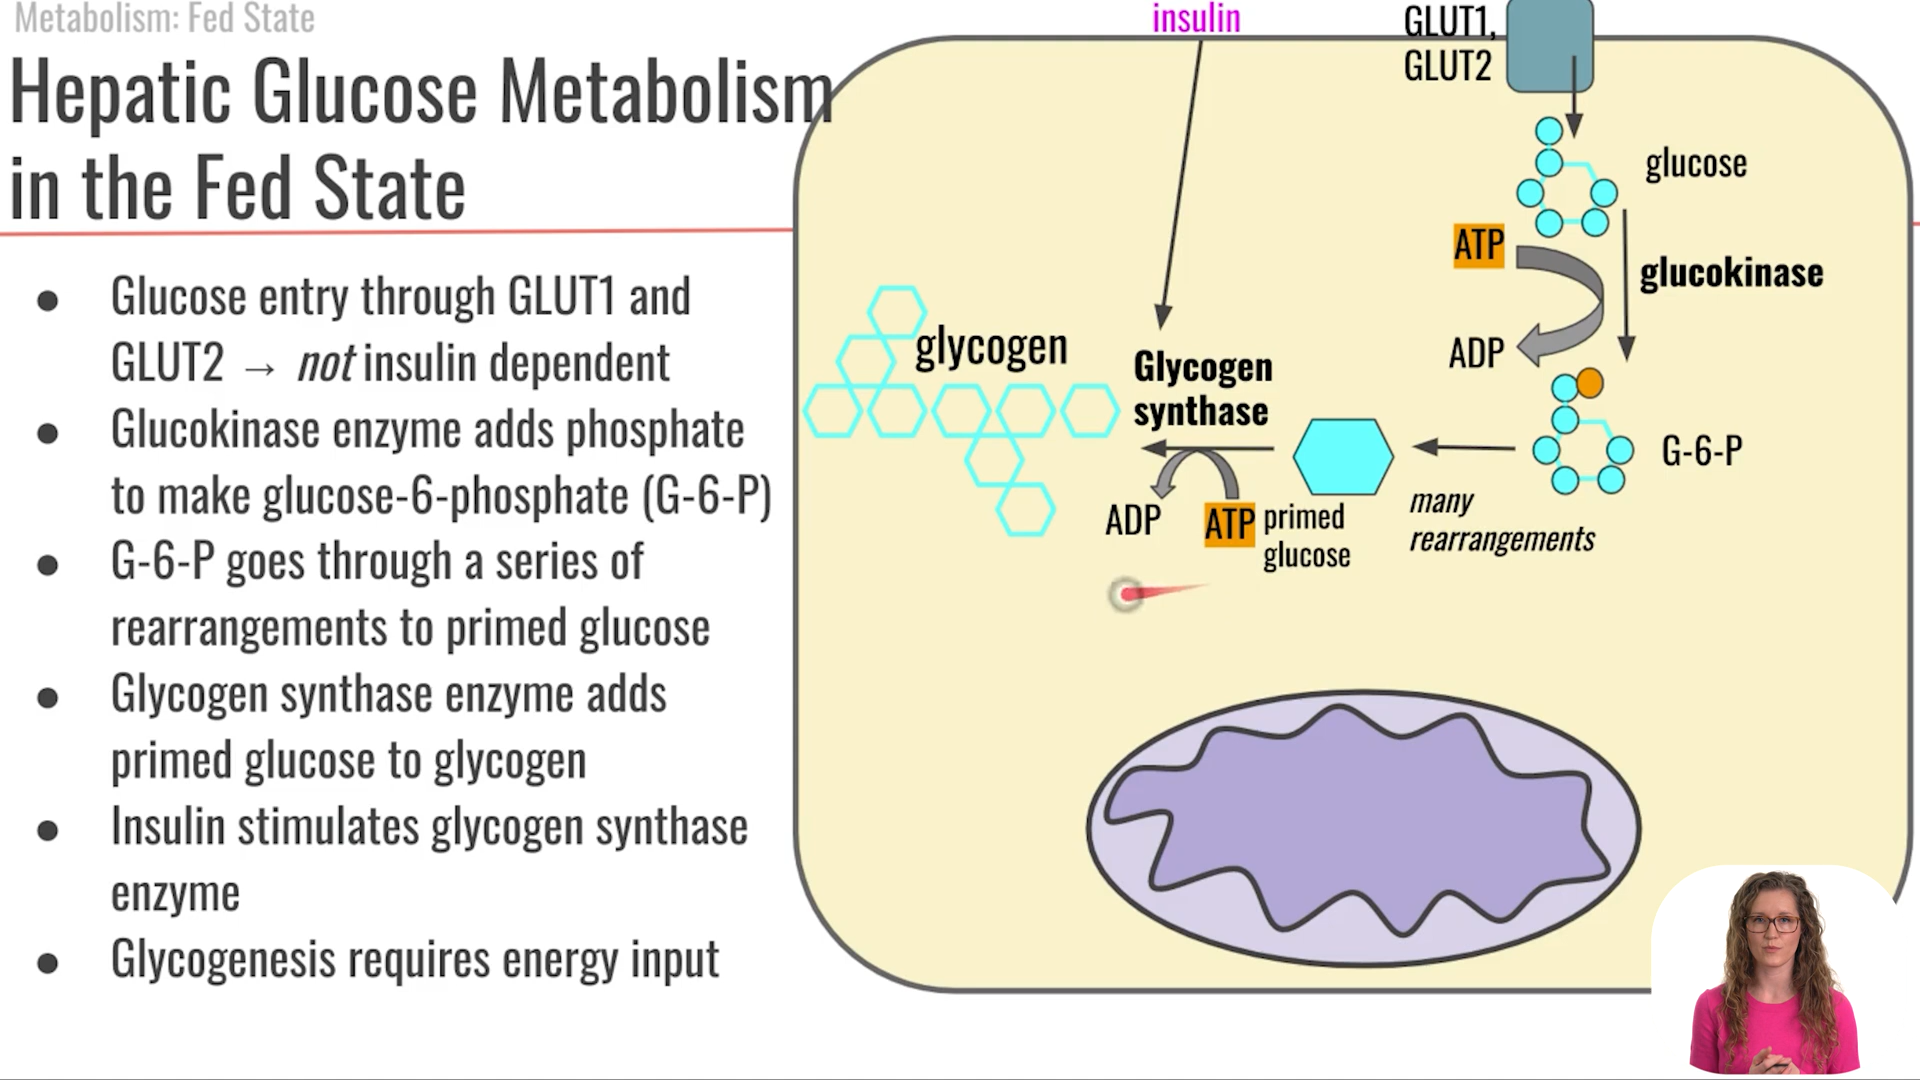 Metabolism: Fed State
Hepatic Glucose Metabolism
in the Fed State
Glucose entry through GLUT1 and
GLUT2 → not insulin dependent
Glucokinase enzyme adds phosphate
to make glucose-6-phosphate (G-6-P)
G-6-P goes through a series of
rearrangements to primed glucose
Glycogen synthase enzyme adds
primed glucose to glycogen
Insulin stimulates glycogen synthase
enzyme
Glycogenesis requires energy input
insulin
GLUT1,
GLUT2
glucose
ATP
glucokinase
ADP
G-6-P
many
rearrangements
primed
glucose
Glycogen
synthase
ATP
ADP
glycogen